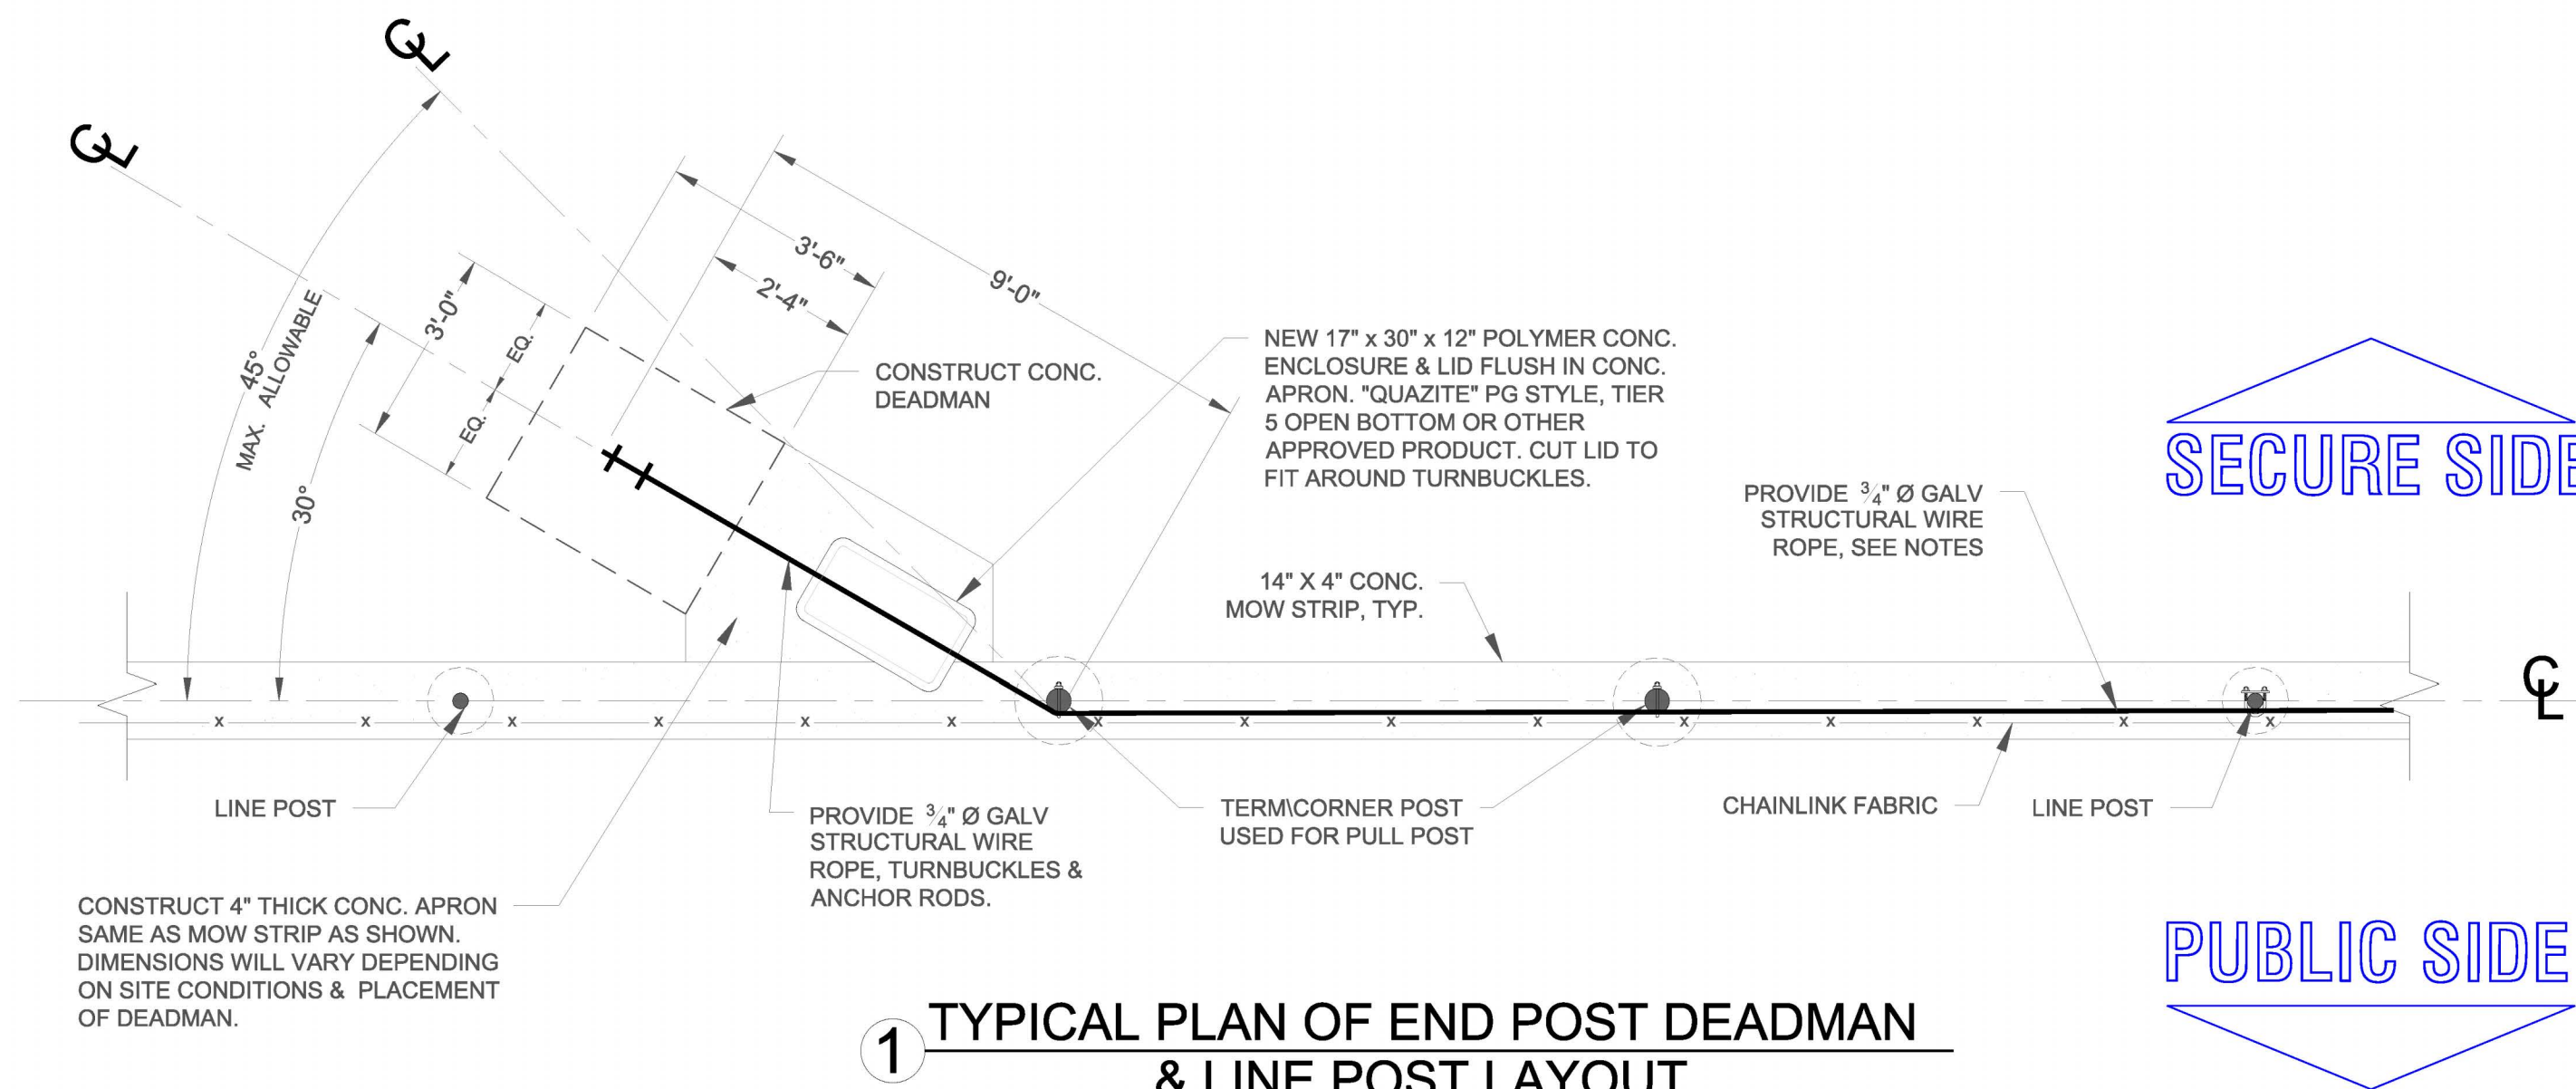 ℄
℄
3'-6"
2'-4"
9'-0"
3'-0"
EQ.
EQ.
45°
MAX. ALLOWABLE
30°
CONSTRUCT CONC.
DEADMAN
NEW 17" x 30" x 12" POLYMER CONC.
ENCLOSURE & LID FLUSH IN CONC.
APRON. "QUAZITE" PG STYLE, TIER
5 OPEN BOTTOM OR OTHER
APPROVED PRODUCT. CUT LID TO
FIT AROUND TURNBUCKLES.
SECURE SIDE
PROVIDE 3/4" Ø GALV
STRUCTURAL WIRE
ROPE, SEE NOTES
14" X 4" CONC.
MOW STRIP, TYP.
℄
x x x x x x x x x x x x x x x
LINE POST
PROVIDE 3/4" Ø GALV
STRUCTURAL WIRE
ROPE, TURNBUCKLES &
ANCHOR RODS.
TERM\CORNER POST
USED FOR PULL POST
CHAINLINK FABRIC
LINE POST
CONSTRUCT 4" THICK CONC. APRON
SAME AS MOW STRIP AS SHOWN.
DIMENSIONS WILL VARY DEPENDING
ON SITE CONDITIONS & PLACEMENT
OF DEADMAN.
PUBLIC SIDE
1 TYPICAL PLAN OF END POST DEADMAN
& LINE POST LAYOUT